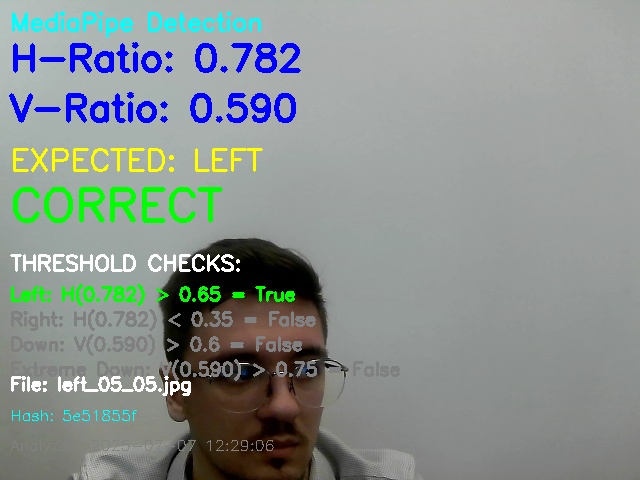 MediaPipe Detection
H-Ratio: 0.782
V-Ratio: 0.590
EXPECTED: LEFT
CORRECT
THRESHOLD CHECKS:
Left: H(0.782) > 0.65 = True
Right: H(0.782) < 0.35 = False
Down: V(0.590) > 0.6 = False
Extreme Down: V(0.590) > 0.75 = False
File: left_05_05.jpg
Hash: 5e51855f
12:29:06